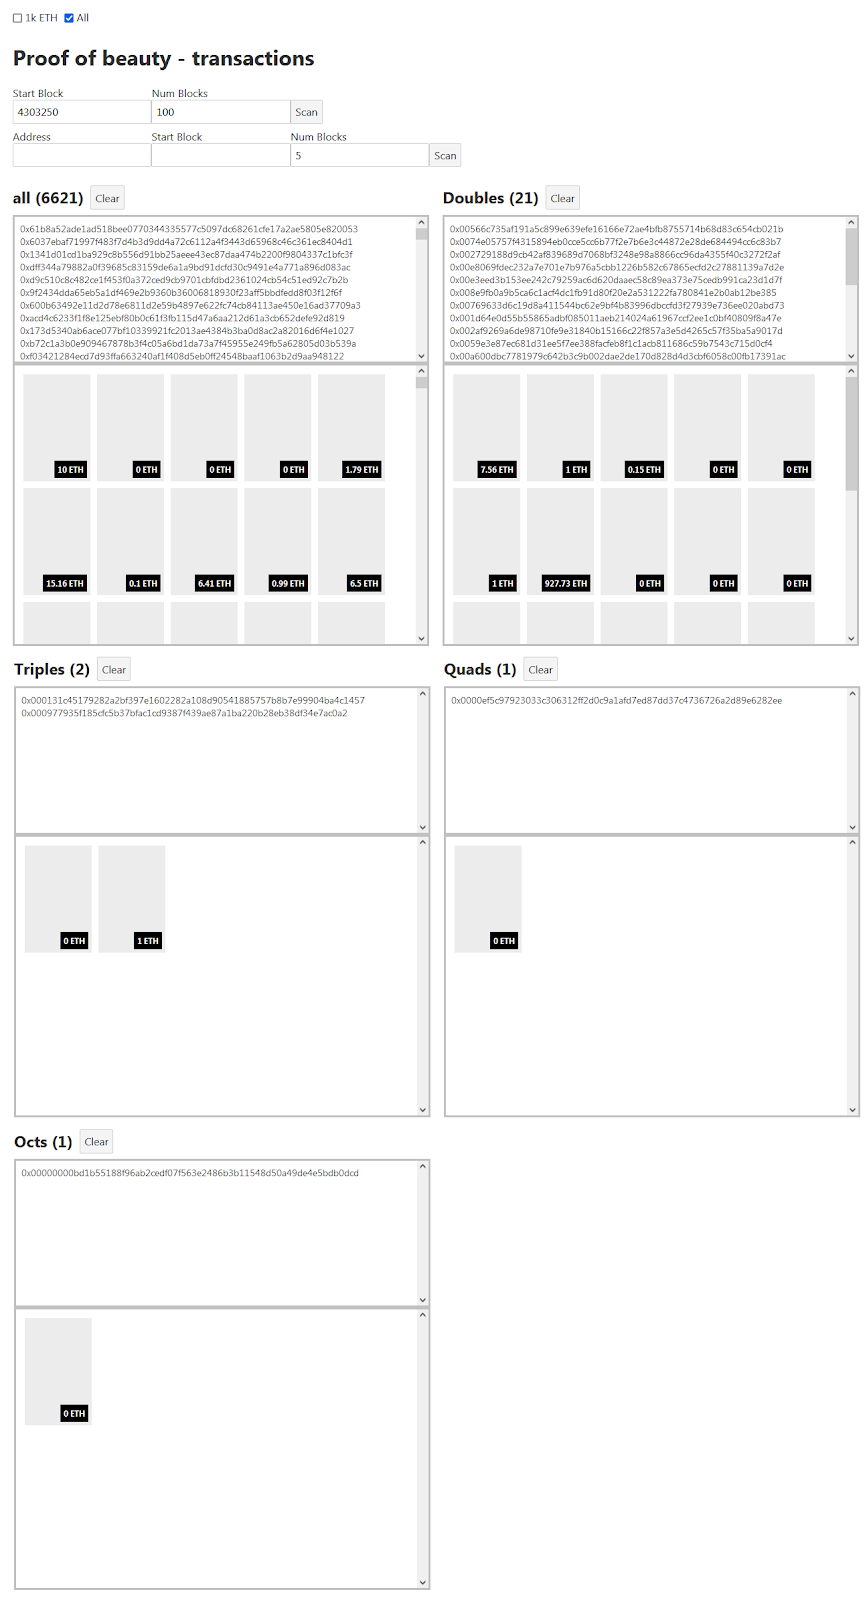 1k ETH All
Proof of beauty - transactions
Start Block Num Blocks
4303250 100 Scan
Address Start Block Num Blocks
5 Scan
all (6621) Clear
0x61b8a52ade1ad518bee0770344335577c5097dc68261cfe17a2ae5805e820053
0x6037ebaf71997f483f7d4b3d9dd4a72c6112a4f3443d65968c46c361ec8404d1
0x1341d01cd1ba929c8b556d91bb25aeee43ec87daa474b2200f9804337c1bfc3f
0xdff344a79882a0f39685c83159de6a1a9bd91dcfd30c9491e4a771a896d083ac
0xd9c510c8c482ce1f453f0a372ced9cb9701cbfdbd2361024cb54c51ed92c7b2b
0x9f2434dda65eb5a1df469e2b9360b36006818930f23aff5bbdfedd8f03f12f6f
0x600b63492e11d2d78e6811d2e59b4897e622fc74cb84113ae450e16ad37709a3
0xacd4c6233f1f8e125ebf80b0c61f3fb115d47a6aa212d61a3cb652defe92d819
0x173d5340ab6ace077bf10339921fc2013ae4384b3ba0d8ac2a82016d6f4e1027
0xb72c1a3b0e909467878b3f4c05a6bd1da73a7f45955e249fb5a62805d03b539a
0xf03421284ecd7d93ffa663240af1f408d5eb0ff24548baaf1063b2d9aa948122
10 ETH 0 ETH 0 ETH 0 ETH 1.79 ETH
15.16 ETH 0.1 ETH 6.41 ETH 0.99 ETH 6.5 ETH
Doubles (21) Clear
0x00566c735af191a5c899e639efe16166e72ae4bfb8755714b68d83c654cb021b
0x0074e05757f4315894eb0cce5cc6b77f2e7b6e3c44872e28de684494cc6c83b7
0x002729188d9cb42af839689d7068bf3248e98a8866cc96da4355f40c3272f2af
0x00e8069fdec232a7e701e7b976a5cbb1226b582c67865ecfd2c27881139a7d2e
0x00e3eed3b153ee242c79259ac6d620daaec58c89ea373e75cedb991ca23d1d7f
0x008e9fb0a9b5ca6c1acf4dc1fb91d80f20e2a531222fa780841e2b0ab12be385
0x00769633d6c19d8a411544bc62e9bf4b83996dbccfd3f27939e736ee020abd73
0x001d64e0d55b55865adbf085011aeb214024a61967ccf2ee1c0bf40809f8a47e
0x002af9269a6de98710fe9e31840b15166c22f857a3e5d4265c57f35ba5a9017d
0x0059e3e87ec681d31ee5f7ee388facfeb8f1c1acb811686c59b7543c715d0cf4
0x00a600dbc7781979c642b3c9b002dae2de170d828d4d3cbf6058c00fb17391ac
7.56 ETH 1 ETH 0.15 ETH 0 ETH 0 ETH
1 ETH 927.73 ETH 0 ETH 0 ETH 0 ETH
Triples (2) Clear
0x000131c45179282a2bf397e1602282a108d90541885757b8b7e99904ba4c1457
0x000977935f185cfc5b37bfac1cd9387f439ae87a1ba220b28eb38df34e7ac0a2
0 ETH 1 ETH
Quads (1) Clear
0x0000ef5c97923033c306312ff2d0c9a1afd7ed87dd37c4736726a2d89e6282ee
0 ETH
Octs (1) Clear
0x00000000bd1b55188f96ab2cedf07f563e2486b3b11548d50a49de4e5bdb0dcd
0 ETH